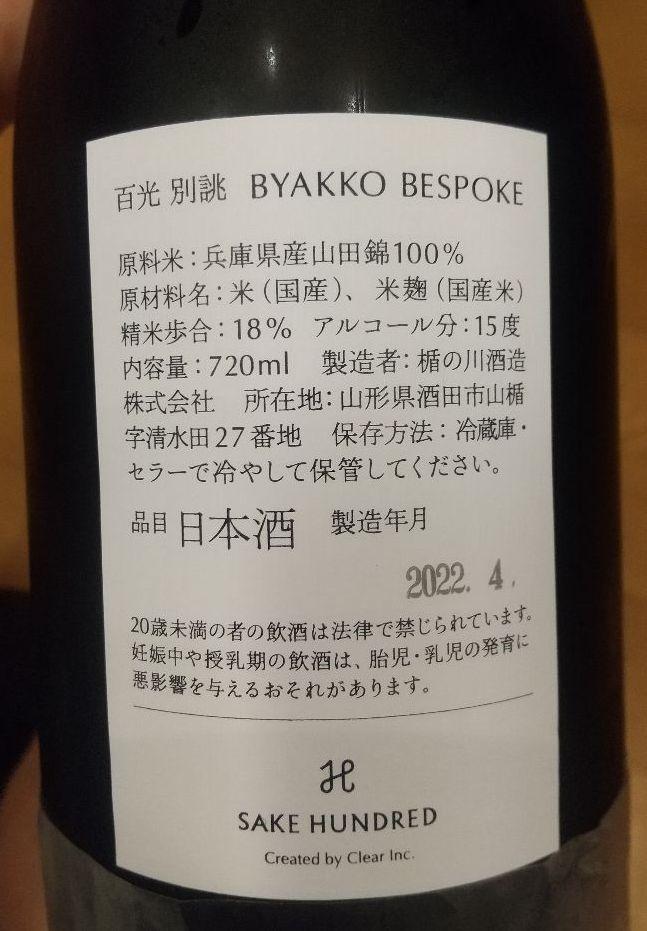 百光 別誂 BYAKKO BESPOKE
原料米：兵庫県産山田錦100%
原材料名：米（国産）、米麹（国産米）
精米歩合：18% アルコール分：15度
内容量：720ml 製造者：楯の川酒造
株式会社 所在地：山形県酒田市山楯
字清水田27番地 保存方法：冷蔵庫・
セラーで冷やして保管してください。
品目 日本酒 製造年月
2022. 4.
20歳未満の者の飲酒は法律で禁じられています。
妊娠中や授乳期の飲酒は、胎児・乳児の発育に
悪影響を与えるおそれがあります。
SAKE HUNDRED
Created by Clear Inc.